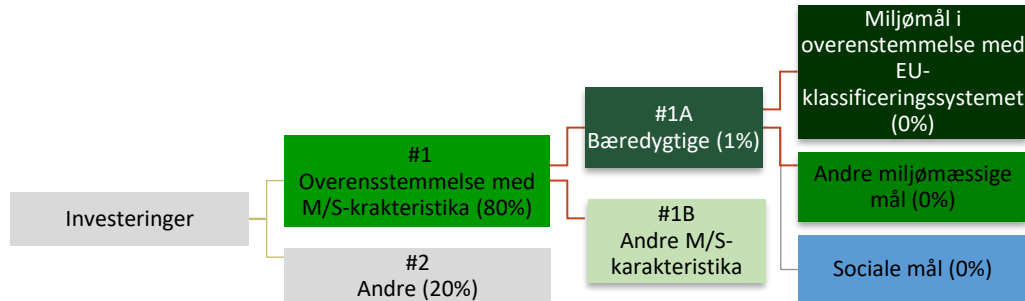 Investeringer
#1
Overensstemmelse med
M/S-krakteristika (80%)
#2
Andre (20%)
#1A
Bæredygtige (1%)
#1B
Andre M/S-
karakteristika
Miljømål i
overenstemmelse med
EU-
klassificeringssystemet
(0%)
Andre miljømæssige
mål (0%)
Sociale mål (0%)